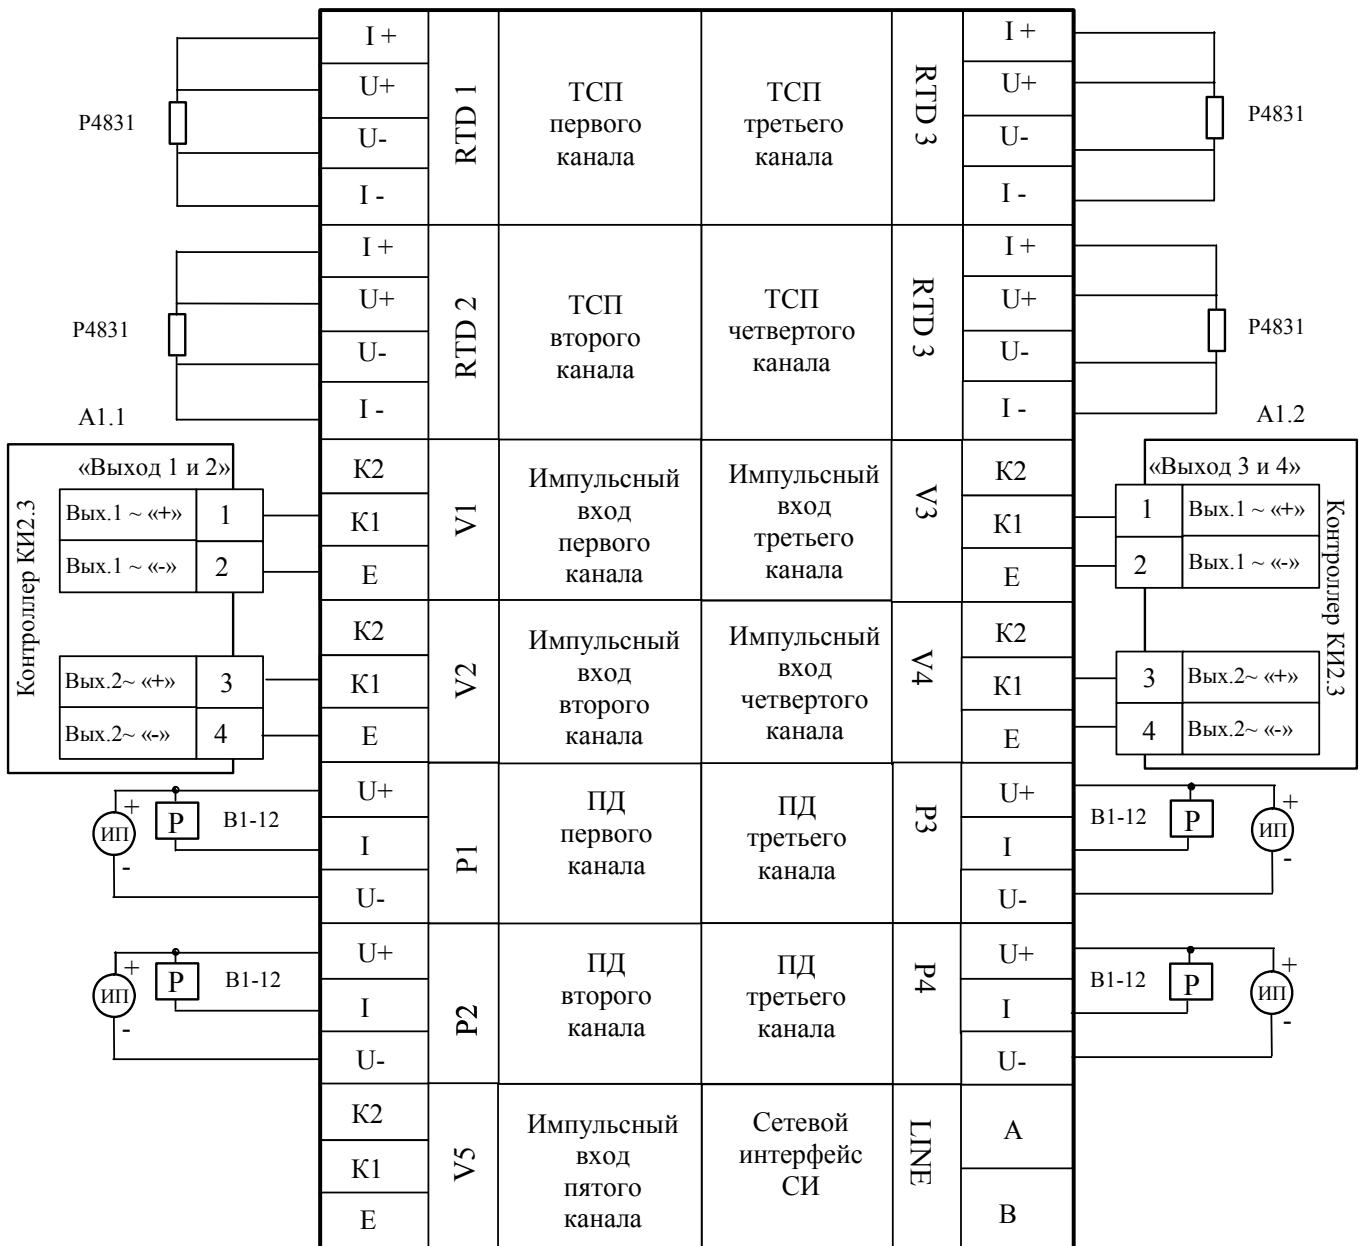 I +
U+
U-
I -
RTD 1
ТСП
первого
канала
ТСП
третьего
канала
RTD 3
I +
U+
U-
I -
P4831
P4831
I +
U+
U-
I -
RTD 2
ТСП
второго
канала
ТСП
четвертого
канала
RTD 3
I +
U+
U-
I -
P4831
P4831
A1.1
A1.2
Контроллер КИ2.3
«Выход 1 и 2»
Вых.1 ~ «+» 1
Вых.1 ~ «-» 2
Вых.2~ «+» 3
Вых.2~ «-» 4
K2
K1
E
V1
Импульсный
вход
первого
канала
Импульсный
вход
третьего
канала
V3
K2
K1
E
K2
K1
E
V2
Импульсный
вход
второго
канала
Импульсный
вход
четвертого
канала
V4
K2
K1
E
«Выход 3 и 4»
1 Вых.1 ~ «+»
2 Вых.1 ~ «-»
3 Вых.2~ «+»
4 Вых.2~ «-»
Контроллер КИ2.3
ИП
+
-
P
B1-12
U+
I
U-
P1
ПД
первого
канала
ПД
третьего
канала
P3
U+
I
U-
B1-12
P
ИП
+
-
ИП
+
-
P
B1-12
U+
I
U-
P2
ПД
второго
канала
ПД
третьего
канала
P4
U+
I
U-
B1-12
P
ИП
+
-
K2
K1
E
V5
Импульсный
вход
пятого
канала
Сетевой
интерфейс
СИ
LINE
A
B